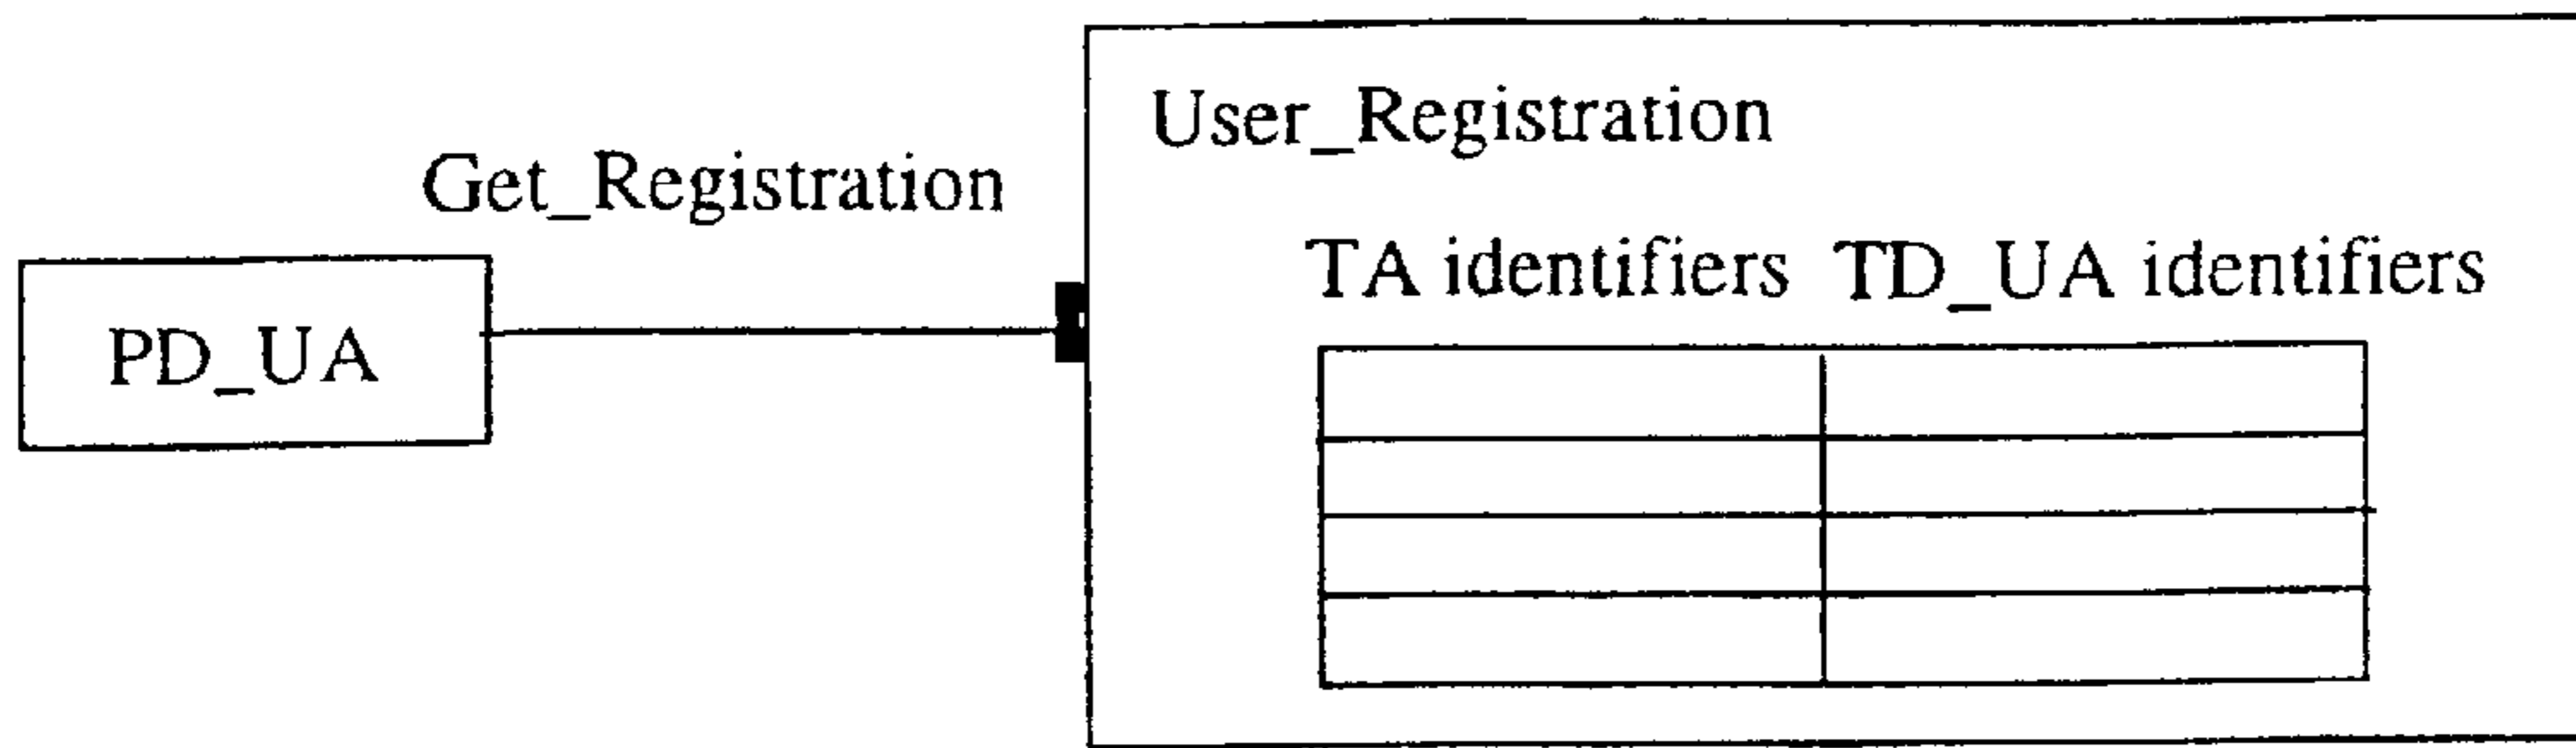 User_Registration
Get_Registration
TA identifiers TD_UA identifiers
PD_UA